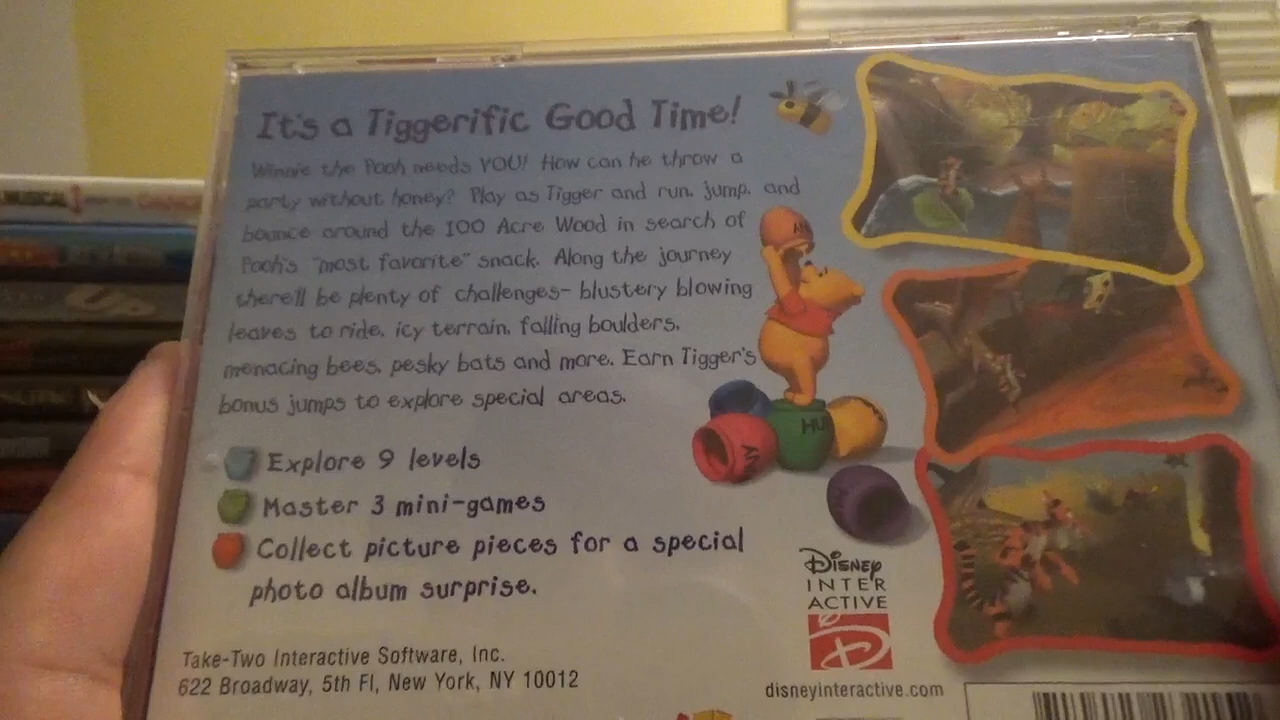 It's a Tiggerific Good Time!
Winnie the Pooh needs YOU! How can he throw a
party without honey? Play as Tigger and run, jump, and
bounce around the 100 Acre Wood in search of
Pooh's "most favorite" snack. Along the journey
there'll be plenty of challenges- blustery blowing
leaves to ride, icy terrain, falling boulders,
menacing bees, pesky bats and more. Earn Tigger's
bonus jumps to explore special areas.
Explore 9 levels
Master 3 mini-games
Collect picture pieces for a special
photo album surprise.
HU
DISNEY
INTER
ACTIVE
D
Take-Two Interactive Software, Inc.
622 Broadway, 5th Fl, New York, NY 10012
disneyinteractive.com
UP